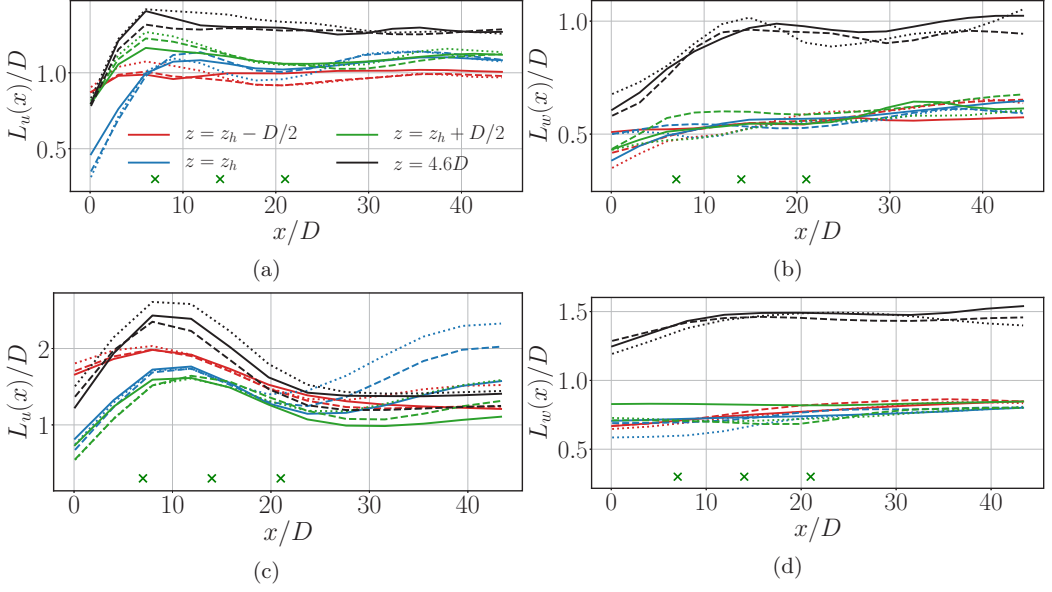 1.0
0.5
0 10 20 30 40
L_u(x)/D
x/D
z = z_h − D/2
z = z_h
z = z_h + D/2
z = 4.6D
(a)
1.0
0.5
0 10 20 30 40
L_w(x)/D
x/D
(b)
2
1
0 10 20 30 40
L_u(x)/D
x/D
(c)
1.5
1.0
0.5
0 10 20 30 40
L_w(x)/D
x/D
(d)